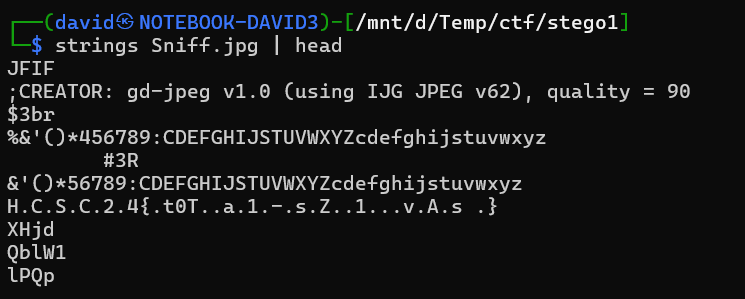 ┌──(david㉿NOTEBOOK-DAVID3)-[/mnt/d/Temp/ctf/stego1]
└─$ strings Sniff.jpg | head
JFIF
;CREATOR: gd-jpeg v1.0 (using IJG JPEG v62), quality = 90
$3br
%&'()*456789:CDEFGHIJSTUVWXYZcdefghijstuvwxyz
        #3R
&'()*56789:CDEFGHIJSTUVWXYZcdefghijstuvwxyz
H.C.S.C.2.4{.t0T..a.1.-.s.Z..1...v.A.s .}
XHjd
QblW1
lPQp